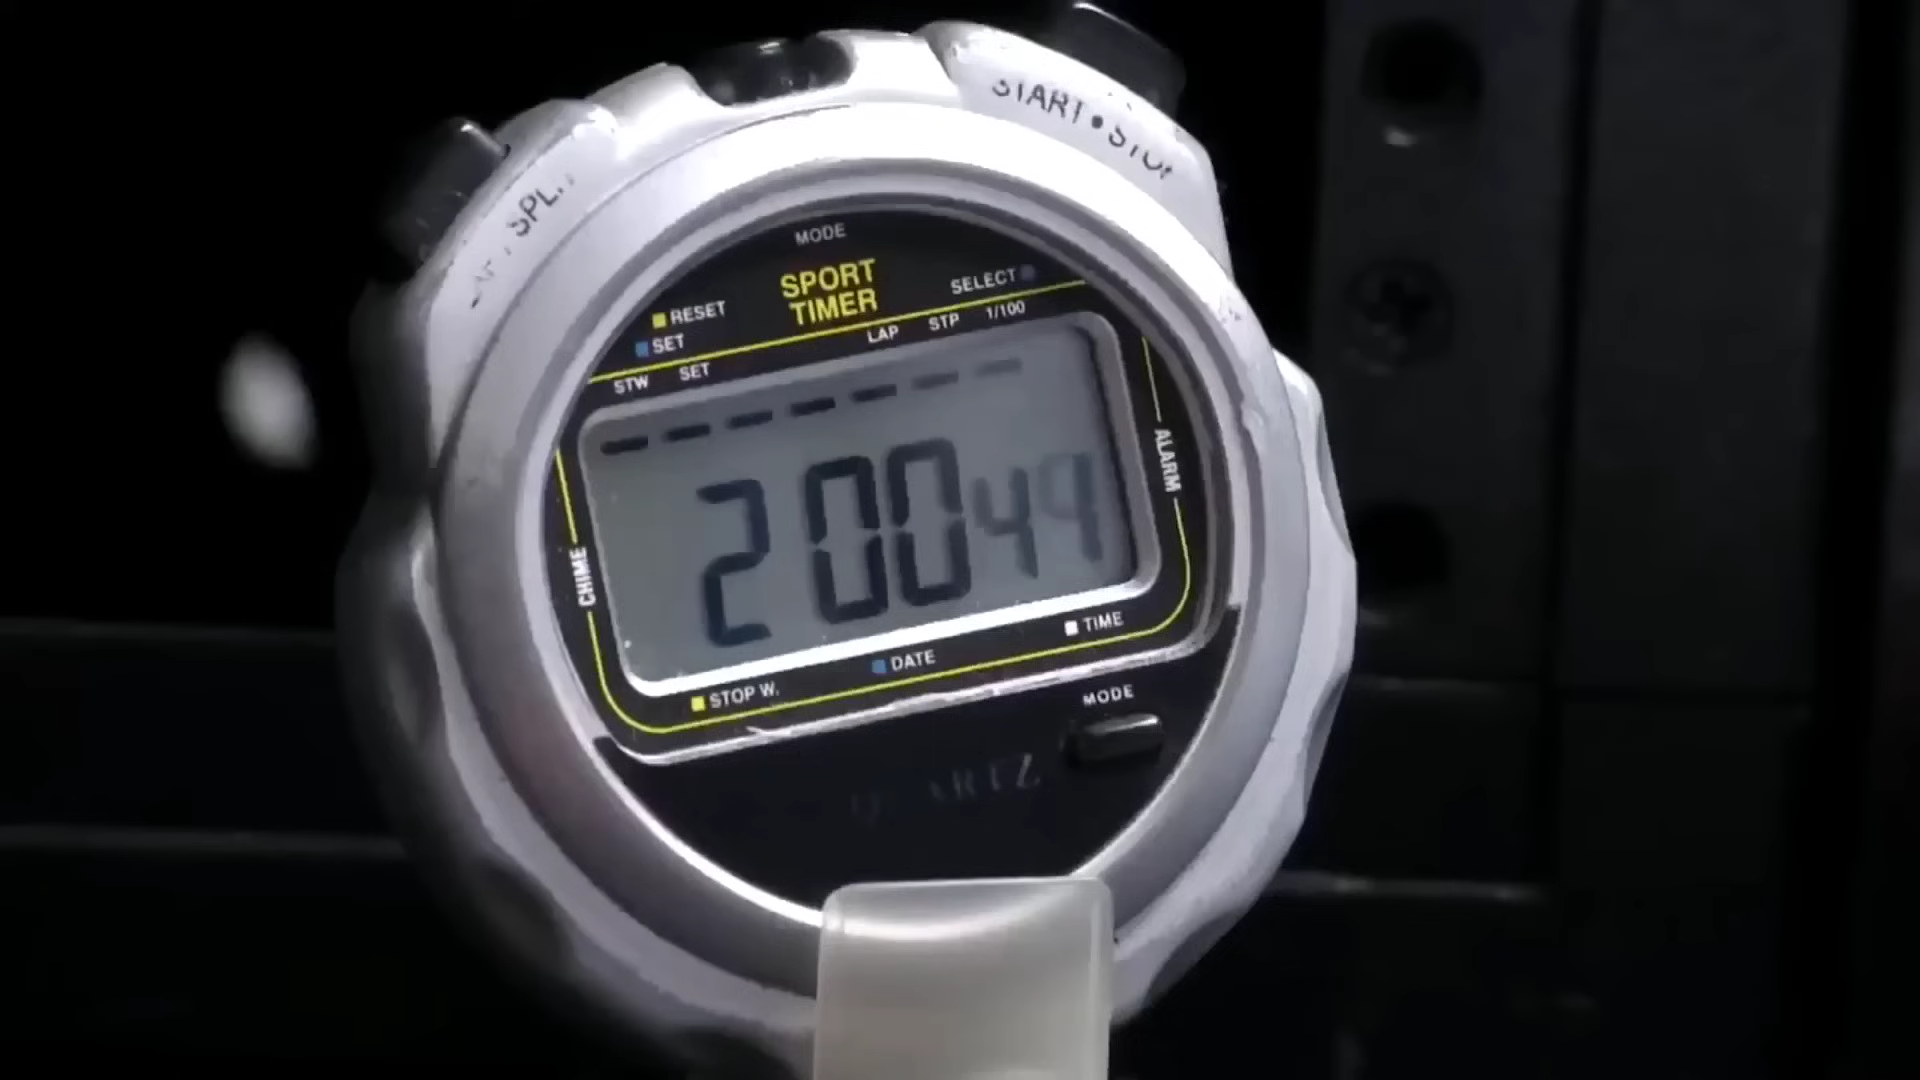 START • STOP
MODE
SPORT
TIMER
SELECT
RESET
SET
LAP STP 1/100
STW SET
2 00 49
ALARM
CHIME
TIME
DATE
STOP W.
MODE